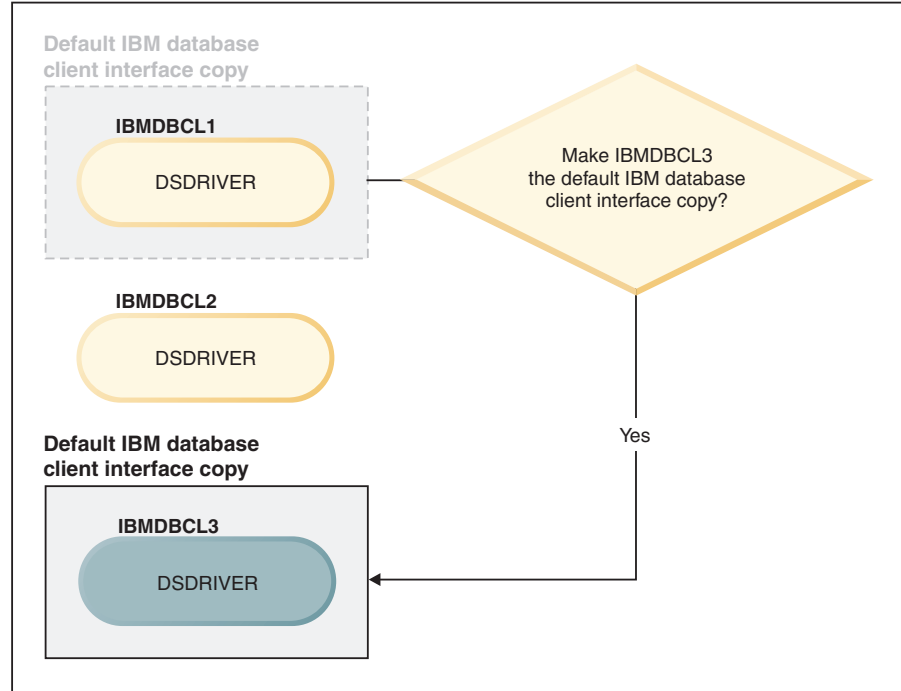 Default IBM database
client interface copy
IBMDBCL1
DSDRIVER
Make IBMDBCL3
the default IBM database
client interface copy?
IBMDBCL2
DSDRIVER
Yes
Default IBM database
client interface copy
IBMDBCL3
DSDRIVER